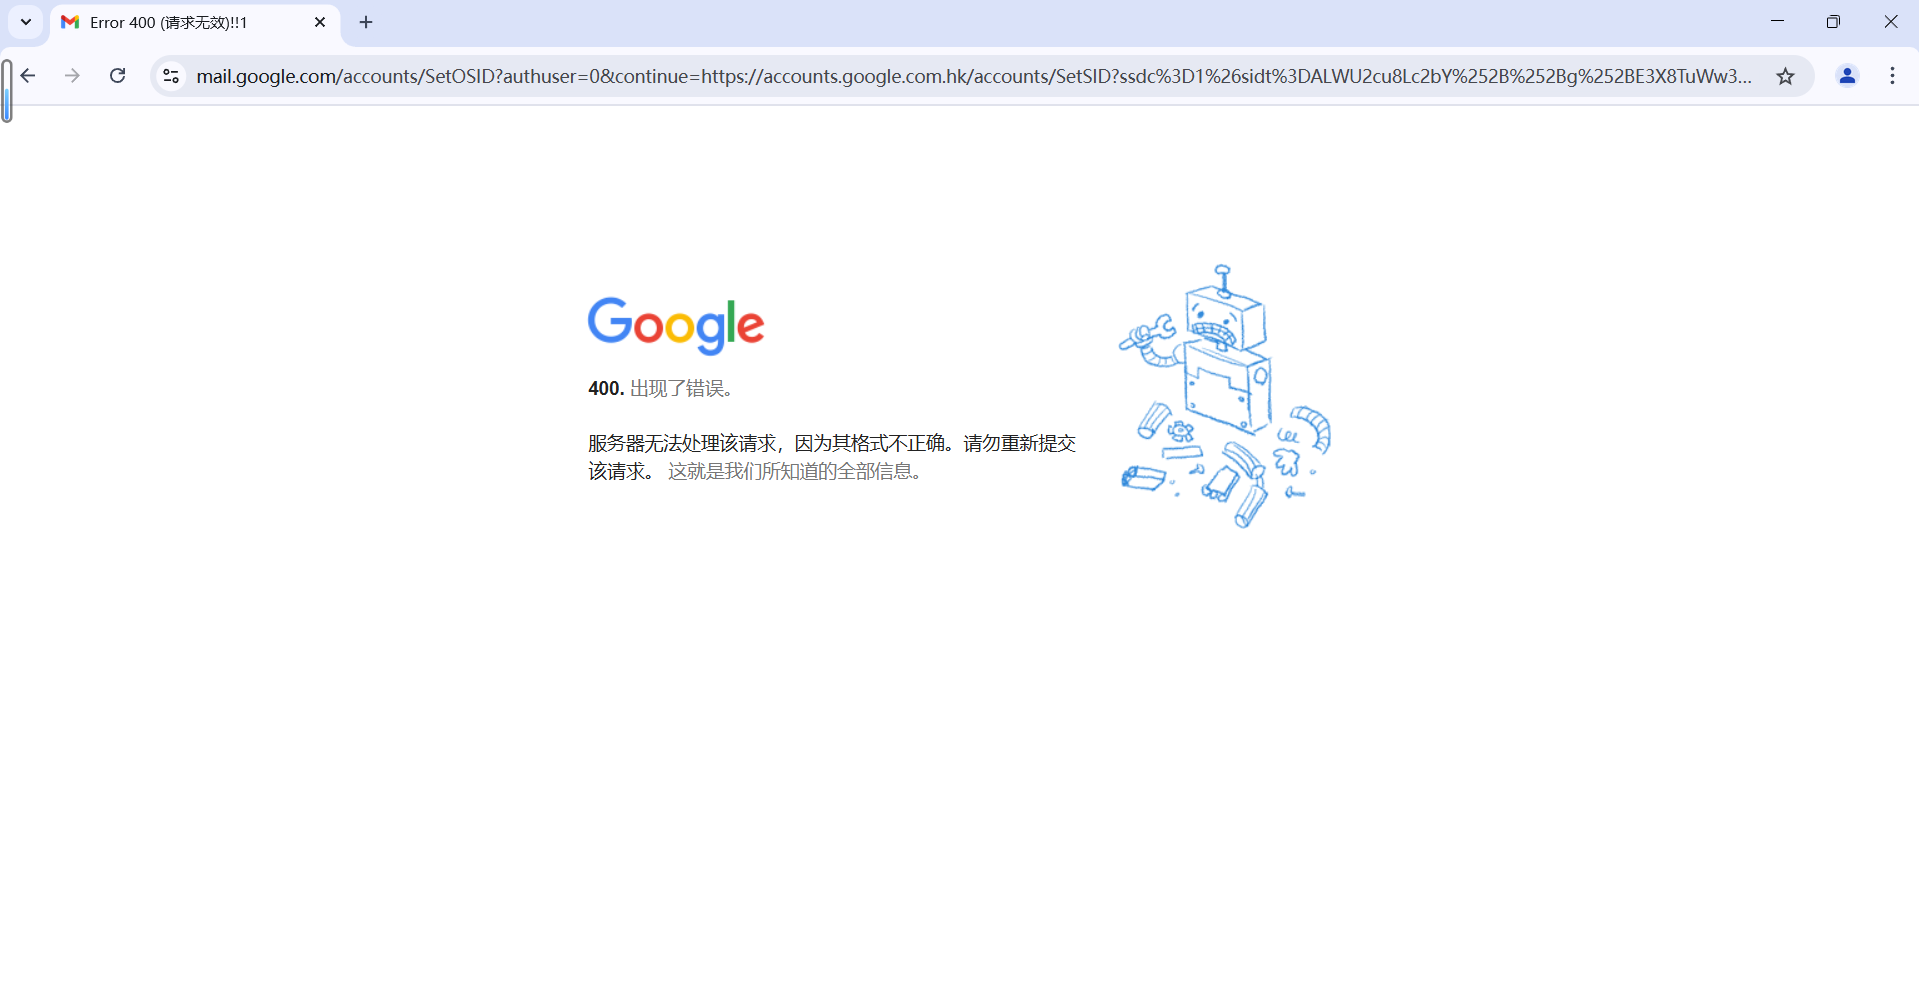 Error 400 (请求无效)!!1
mail.google.com/accounts/SetOSID?authuser=0&continue=https://accounts.google.com.hk/accounts/SetSID?ssdc%3D1%26sidt%3DALWU2cu8Lc2bY%252B%252Bg%252BE3X8TuWw3...
Google
400. 出现了错误。
服务器无法处理该请求，因为其格式不正确。请勿重新提交
该请求。 这就是我们所知道的全部信息。